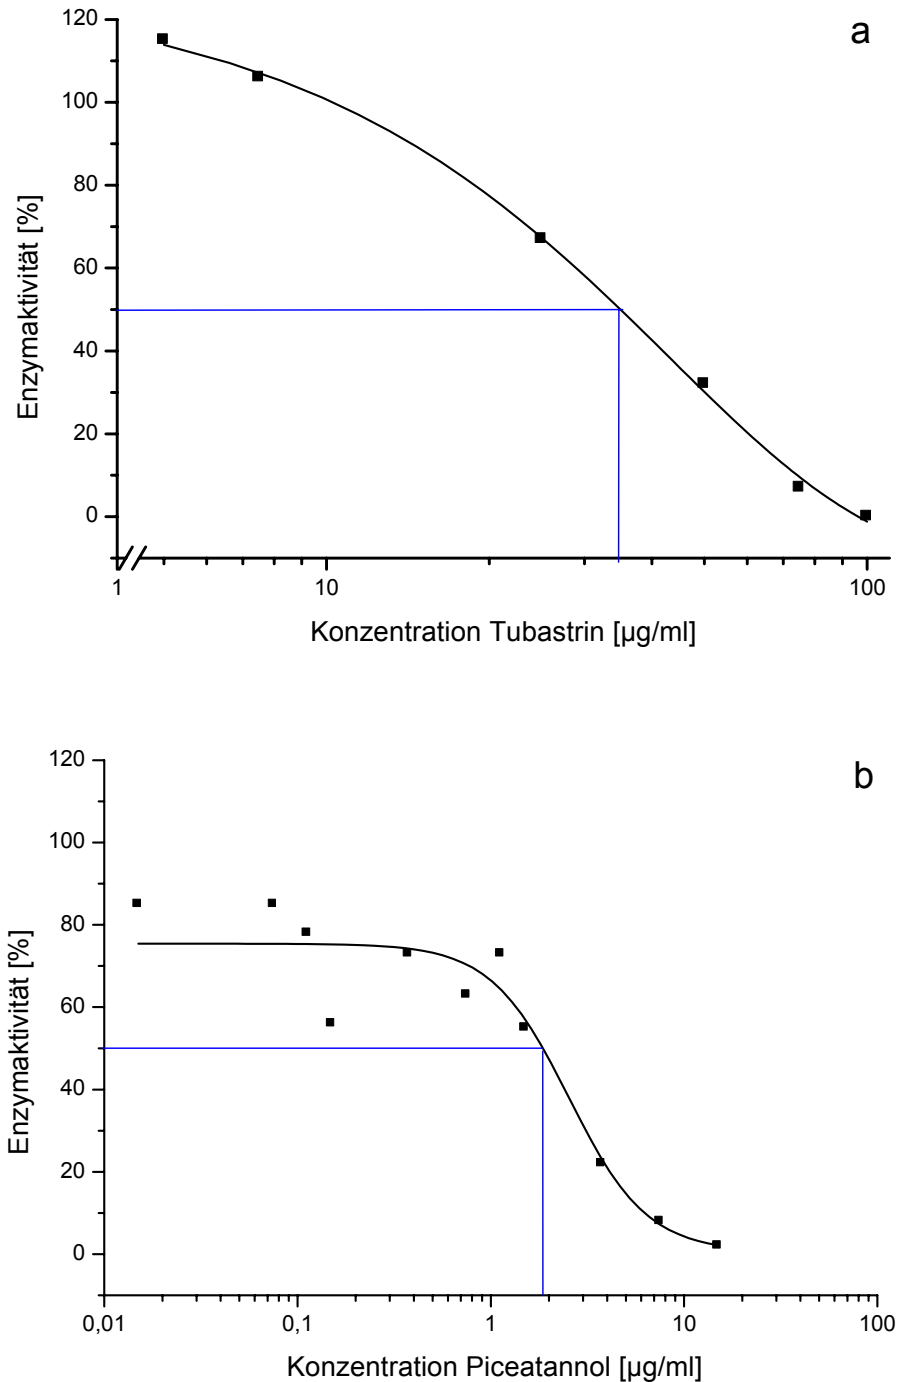 a
120
100
80
60
40
20
0
Enzymaktivität [%]
1 10 100
Konzentration Tubastrin [µg/ml]
b
120
100
80
60
40
20
0
Enzymaktivität [%]
0,01 0,1 1 10 100
Konzentration Piceatannol [µg/ml]